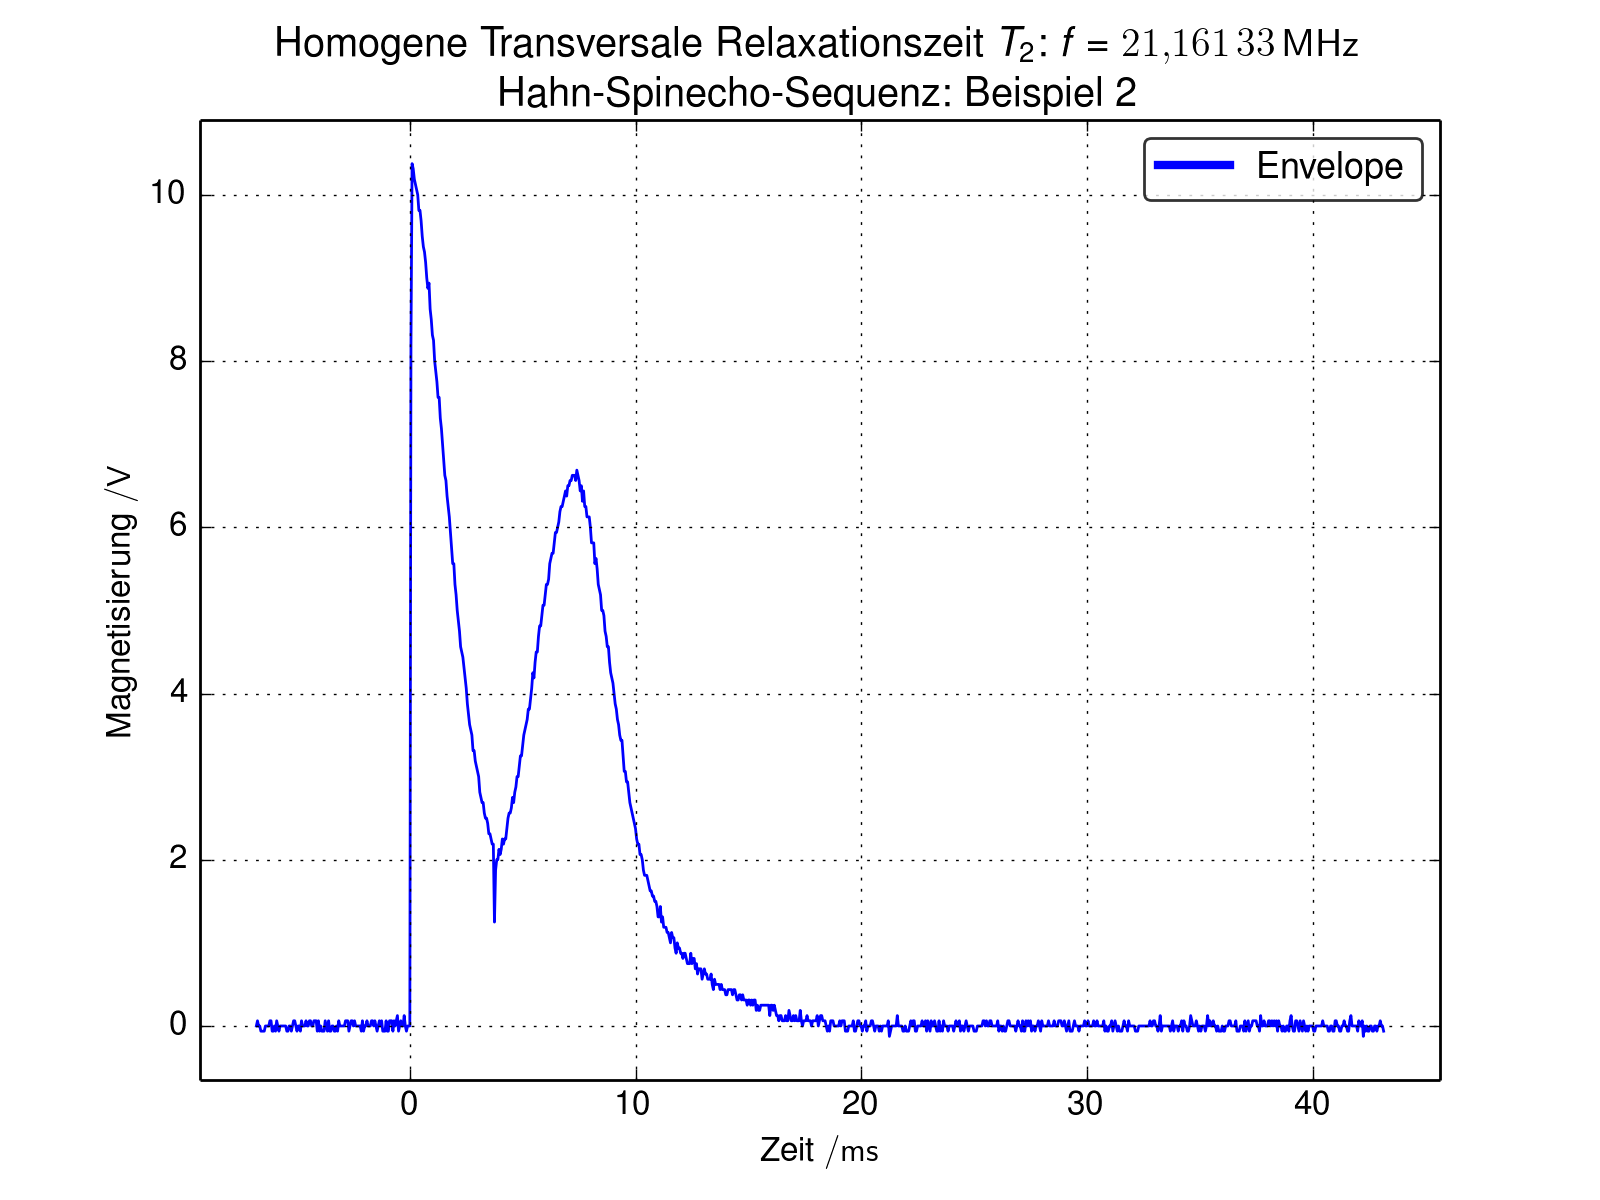 Homogene Transversale Relaxationszeit T₂: f = 21,161 33 MHz
Hahn-Spinecho-Sequenz: Beispiel 2
Envelope
10
8
6
4
2
0
Magnetisierung /V
0 10 20 30 40
Zeit /ms